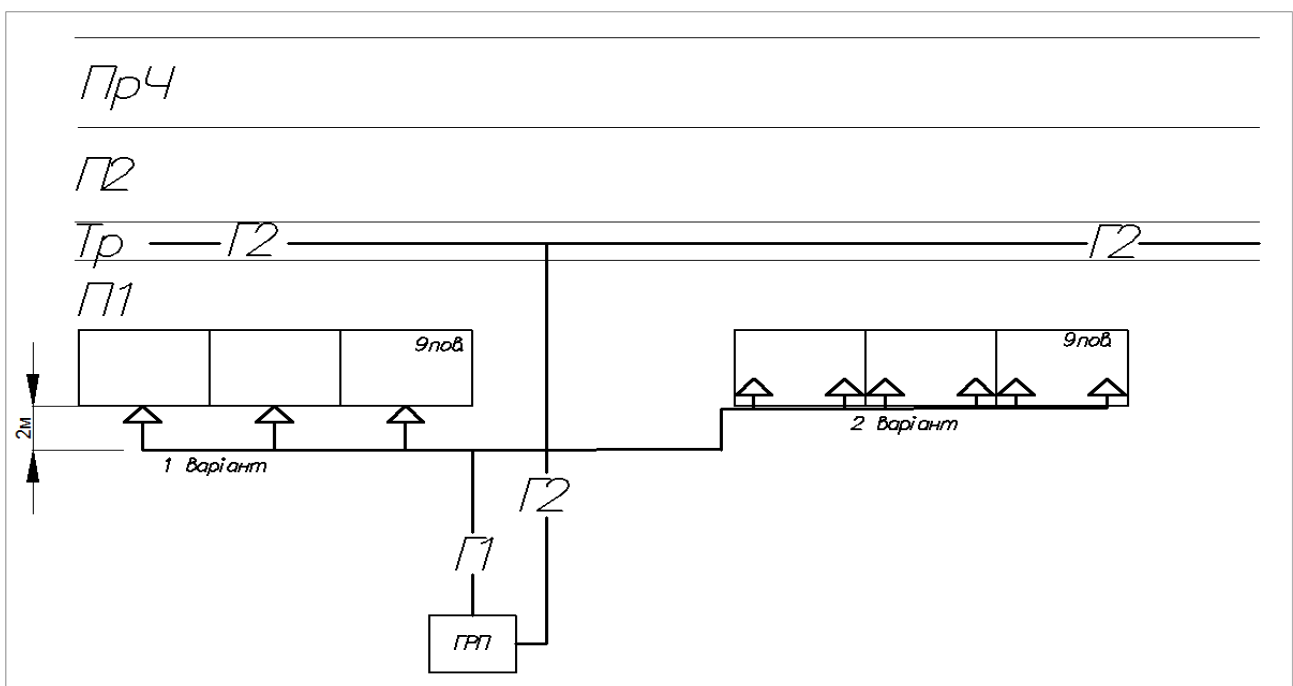 ПрЧ
П2
Тр
Г2
Г2
П1
9пов.
9пов.
2м
1 варіант
2 варіант
Г2
Г1
ГРП